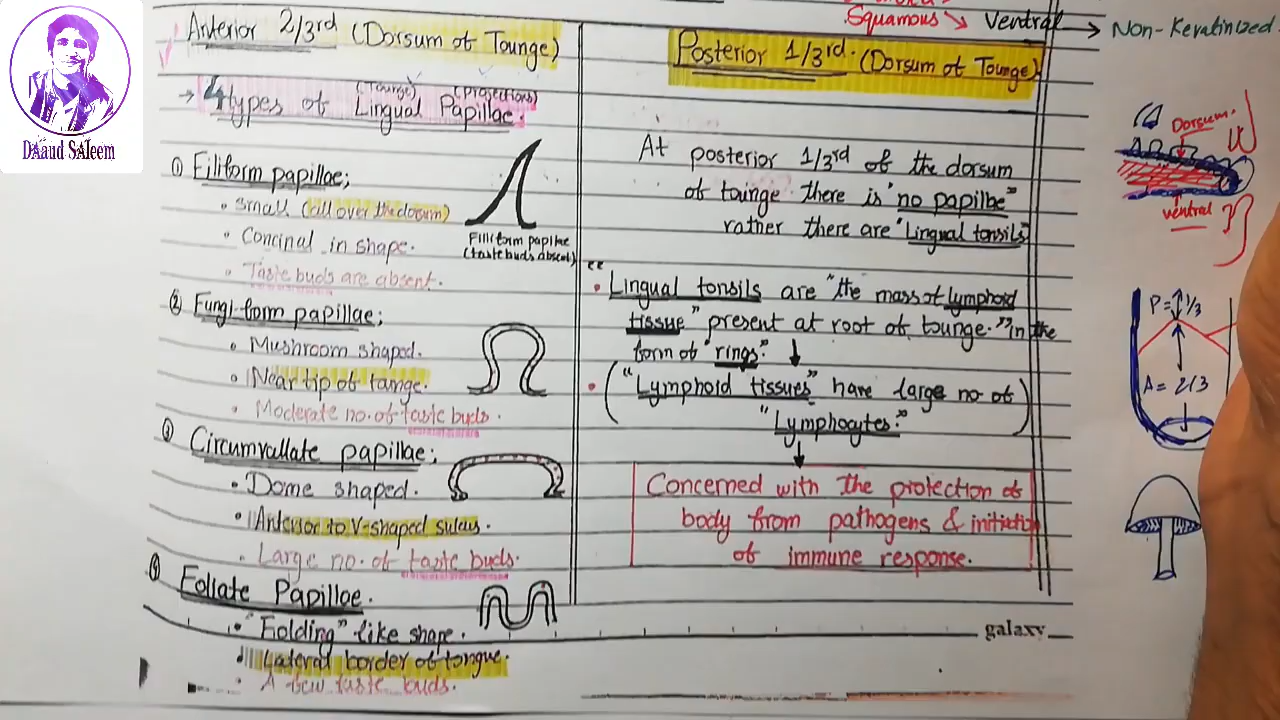 Squamous → Ventral → Non-Keratinized.
DAaud SAleem
Anterior 2/3rd (Dorsum of Tounge)
(Tounge) (projections)
→ 4 types of Lingual Papillae.
① Filiform papillae;
• Small (all over the dorsum)
• Concinal in shape.
• Taste buds are absent.
Filliform papillae
(taste buds absent)
② Fungi-form papillae;
• Mushroom shaped.
• Near tip of tounge.
• Moderate no. of taste buds.
③ Circumvallate papillae;
• Dome shaped.
• Anterior to V-shaped sulcus.
• Large no. of taste buds.
④ Foliate Papillae.
• "Folding" like shape.
• Lateral border of tongue.
• A few taste buds.
Posterior 1/3rd. (Dorsum of Tounge)
At posterior 1/3rd of the dorsum
of tounge there is "no papillae"
rather there are "Lingual tonsils"
• Lingual tonsils are "the mass of lymphoid
tissue" present at root of tounge." in the
form of "rings".
• ("Lymphoid tissues" have large no of
"Lymphocytes.")
Concerned with the protection of
body from pathogens & initiation
of immune response.
Dorsum.
ventral
P = 1/3
A = 2/3
galaxy